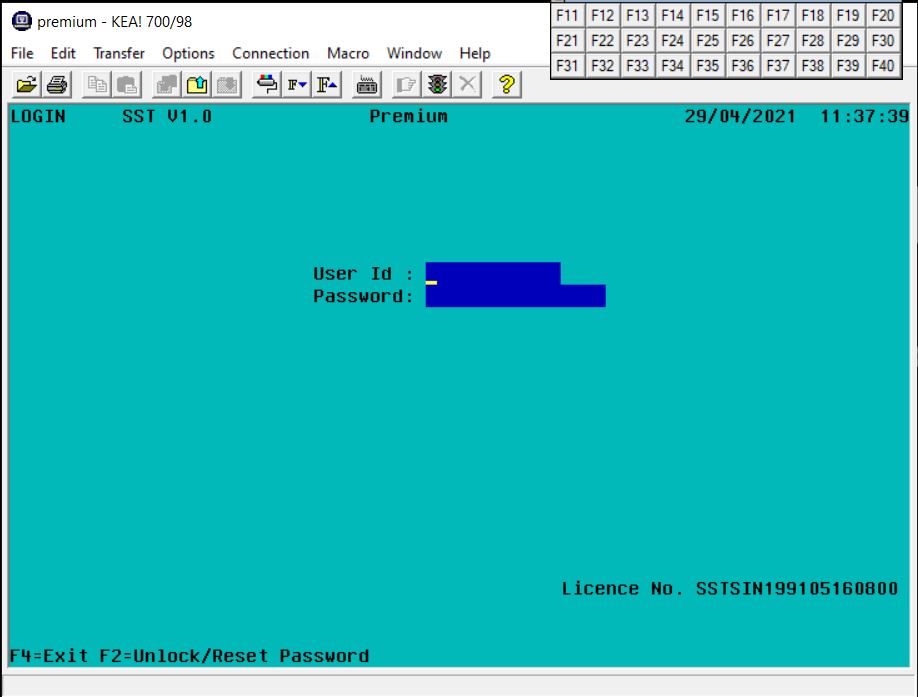 premium - KEA! 700/98
F11 F12 F13 F14 F15 F16 F17 F18 F19 F20
F21 F22 F23 F24 F25 F26 F27 F28 F29 F30
F31 F32 F33 F34 F35 F36 F37 F38 F39 F40
File Edit Transfer Options Connection Macro Window Help
F F ?
LOGIN SST V1.0 Premium 29/04/2021 11:37:39
User Id :
Password:
Licence No. SSTSIN199105160800
F4=Exit F2=Unlock/Reset Password